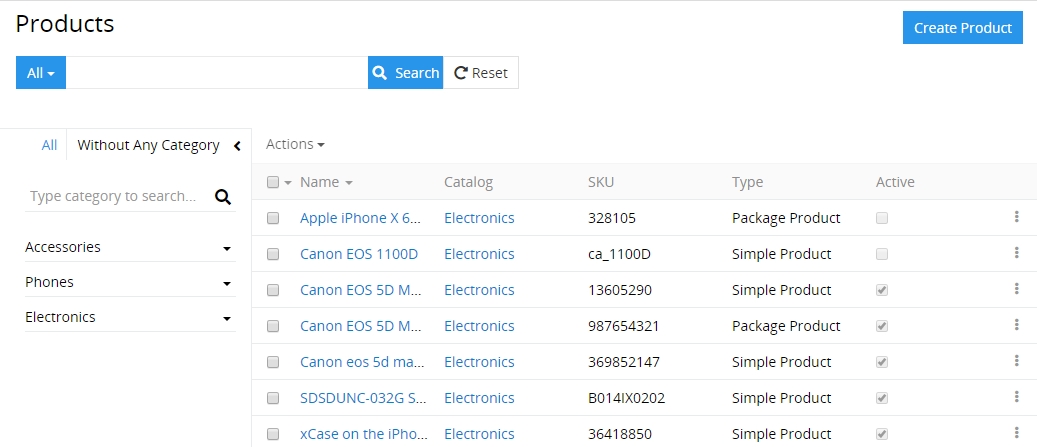 Products
Create Product
All
Search
Reset
All
Without Any Category
Actions
Type category to search...
Accessories
Phones
Electronics
Name Catalog SKU Type Active
Apple iPhone X 6... Electronics 328105 Package Product
Canon EOS 1100D Electronics ca_1100D Simple Product
Canon EOS 5D M... Electronics 13605290 Simple Product
Canon EOS 5D M... Electronics 987654321 Package Product
Canon eos 5d ma... Electronics 369852147 Simple Product
SDSDUNC-032G S... Electronics B014IX0202 Simple Product
xCase on the iPho... Electronics 36418850 Simple Product